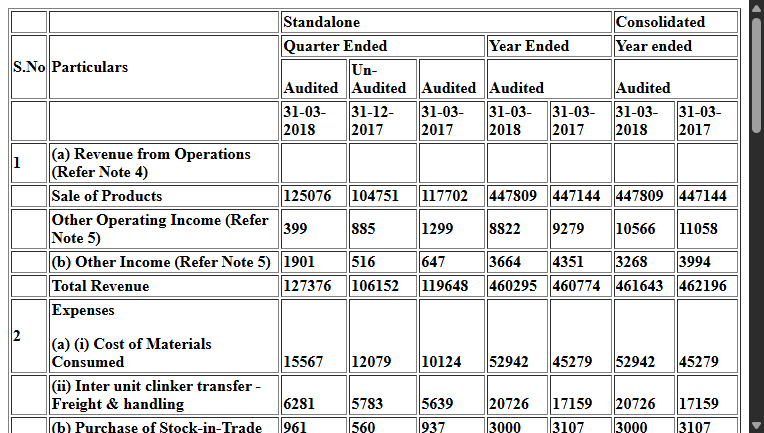 Standalone Consolidated
S.No Particulars Quarter Ended Year Ended Year ended
Audited Un-Audited Audited Audited Audited
31-03-2018 31-12-2017 31-03-2017 31-03-2018 31-03-2017 31-03-2018 31-03-2017
1 (a) Revenue from Operations
(Refer Note 4)
Sale of Products 125076 104751 117702 447809 447144 447809 447144
Other Operating Income (Refer
Note 5) 399 885 1299 8822 9279 10566 11058
(b) Other Income (Refer Note 5) 1901 516 647 3664 4351 3268 3994
Total Revenue 127376 106152 119648 460295 460774 461643 462196
2 Expenses
(a) (i) Cost of Materials
Consumed 15567 12079 10124 52942 45279 52942 45279
(ii) Inter unit clinker transfer -
Freight & handling 6281 5783 5639 20726 17159 20726 17159
(b) Purchase of Stock-in-Trade 961 560 937 3000 3107 3000 3107